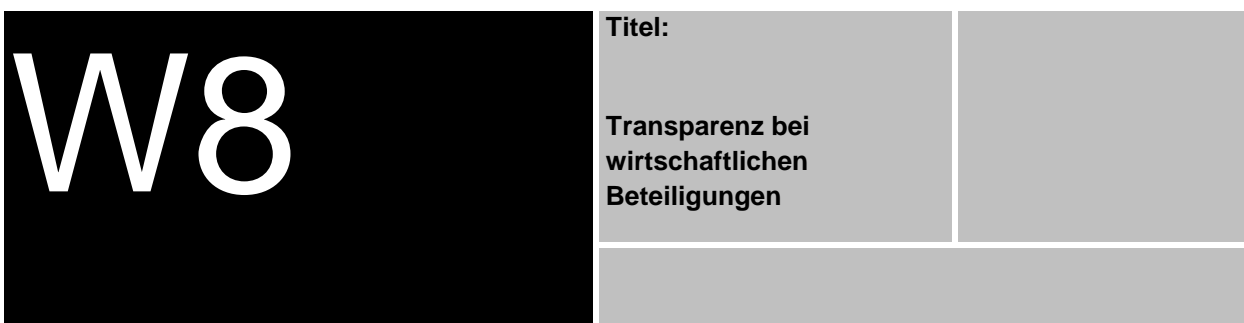 W8
Titel:
Transparenz bei
wirtschaftlichen
Beteiligungen